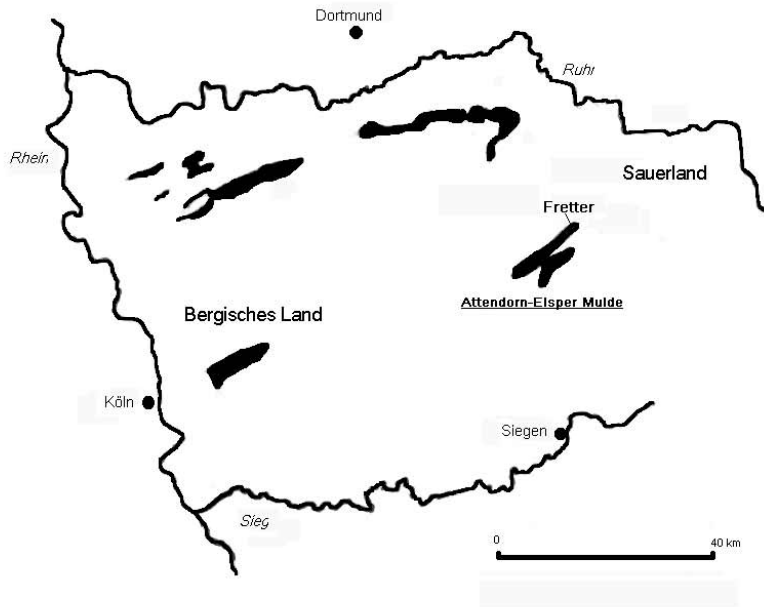 Dortmund
Ruhr
Rhein
Sauerland
Fretter
Attendorn-Elsper Mulde
Bergisches Land
Köln
Siegen
Sieg
0
40 km